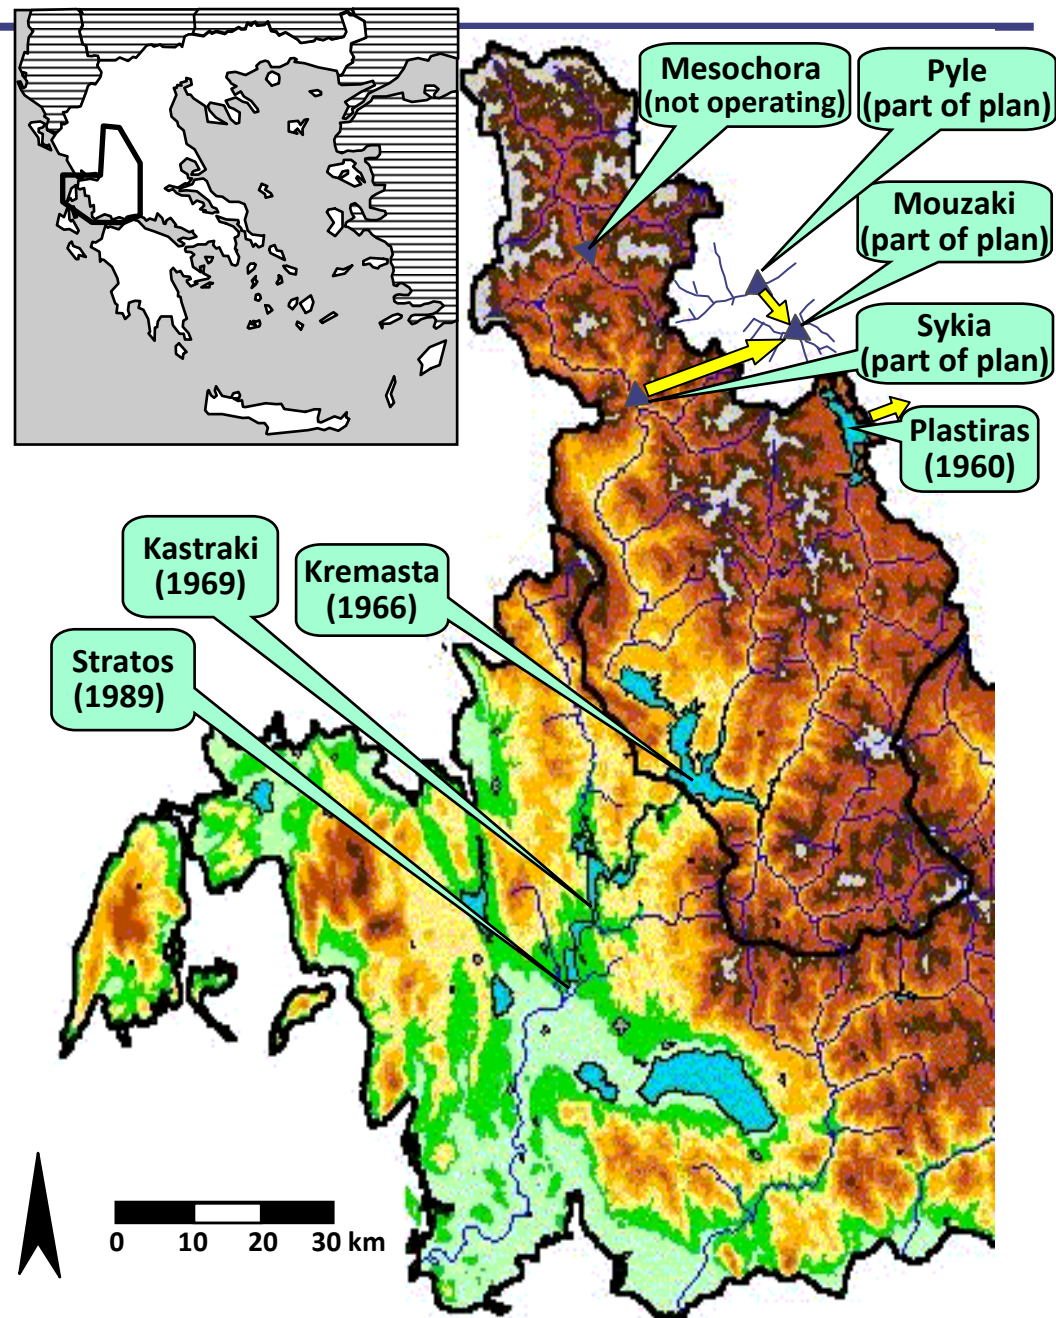 Mesochora
(not operating)
Pyle
(part of plan)
Mouzaki
(part of plan)
Sykia
(part of plan)
Plastiras
(1960)
Kastraki
(1969)
Kremasta
(1966)
Stratos
(1989)
0 10 20 30 km